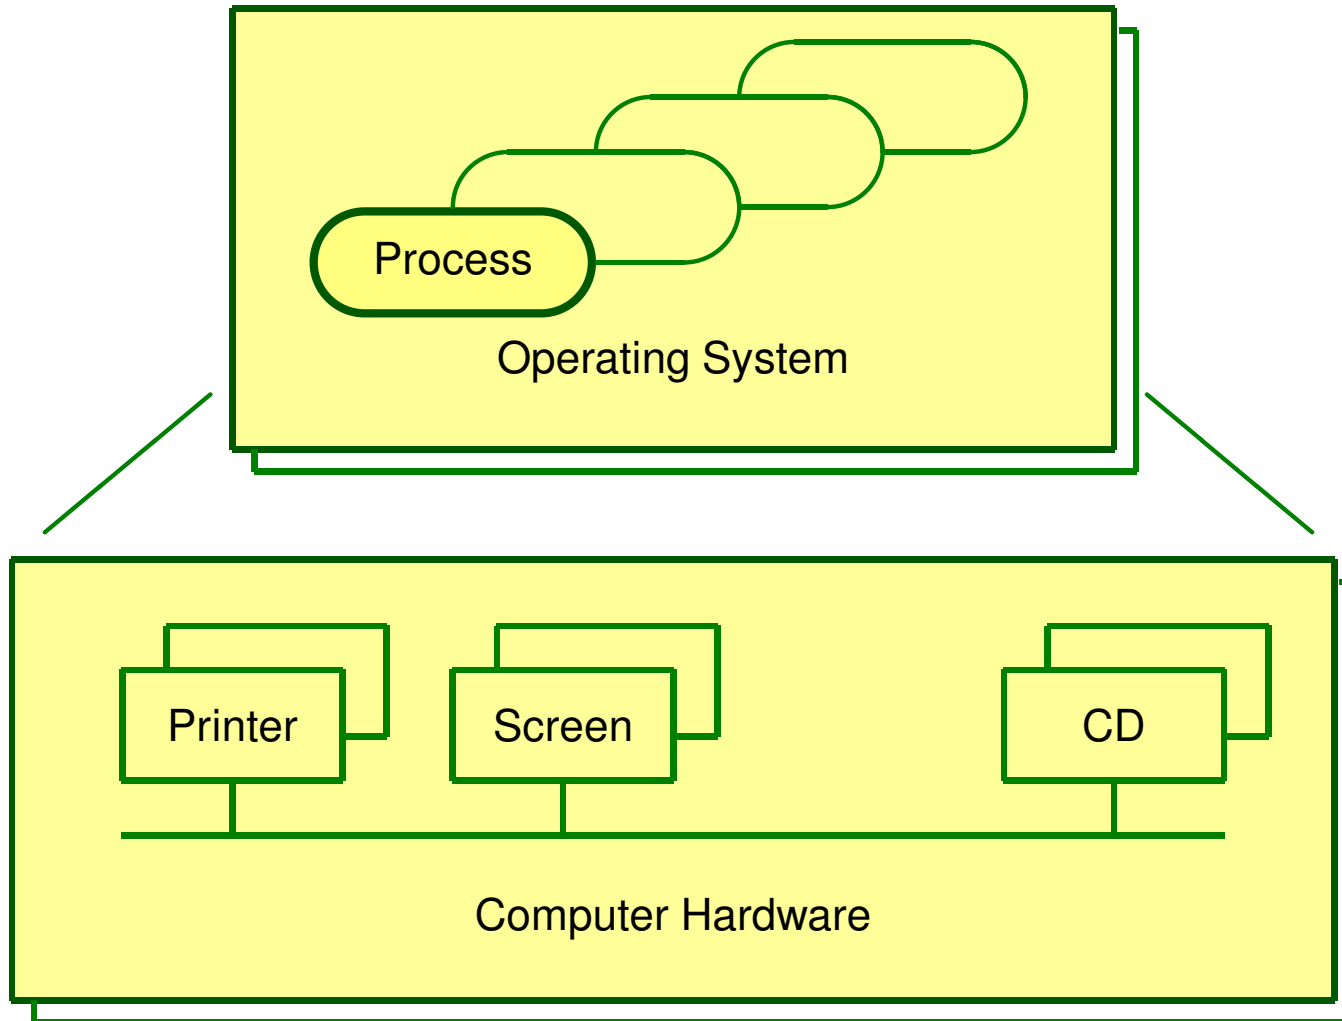 Process
Operating System
Printer
Screen
CD
Computer Hardware